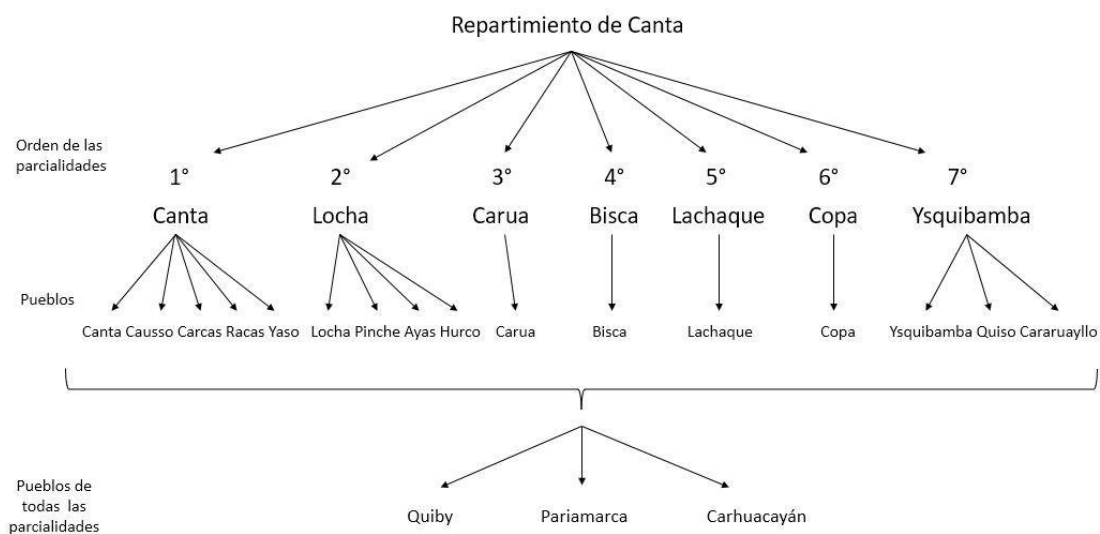 Repartimiento de Canta
Orden de las
parcialidades
1° 2° 3° 4° 5° 6° 7°
Canta Locha Carua Bisca Lachaque Copa Ysquibamba
Pueblos
Canta Causso Carcas Racas Yaso Locha Pinche Ayas Hurco Carua Bisca Lachaque Copa Ysquibamba Quiso Cararuayllo
Pueblos de
todas las
parcialidades
Quiby Pariamarca Carhuacayán